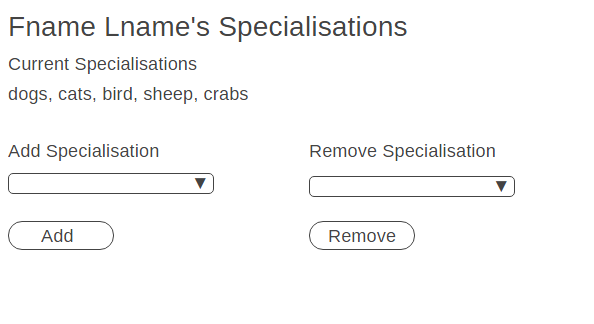 Fname Lname's Specialisations
Current Specialisations
dogs, cats, bird, sheep, crabs
Add Specialisation
Remove Specialisation
Add
Remove